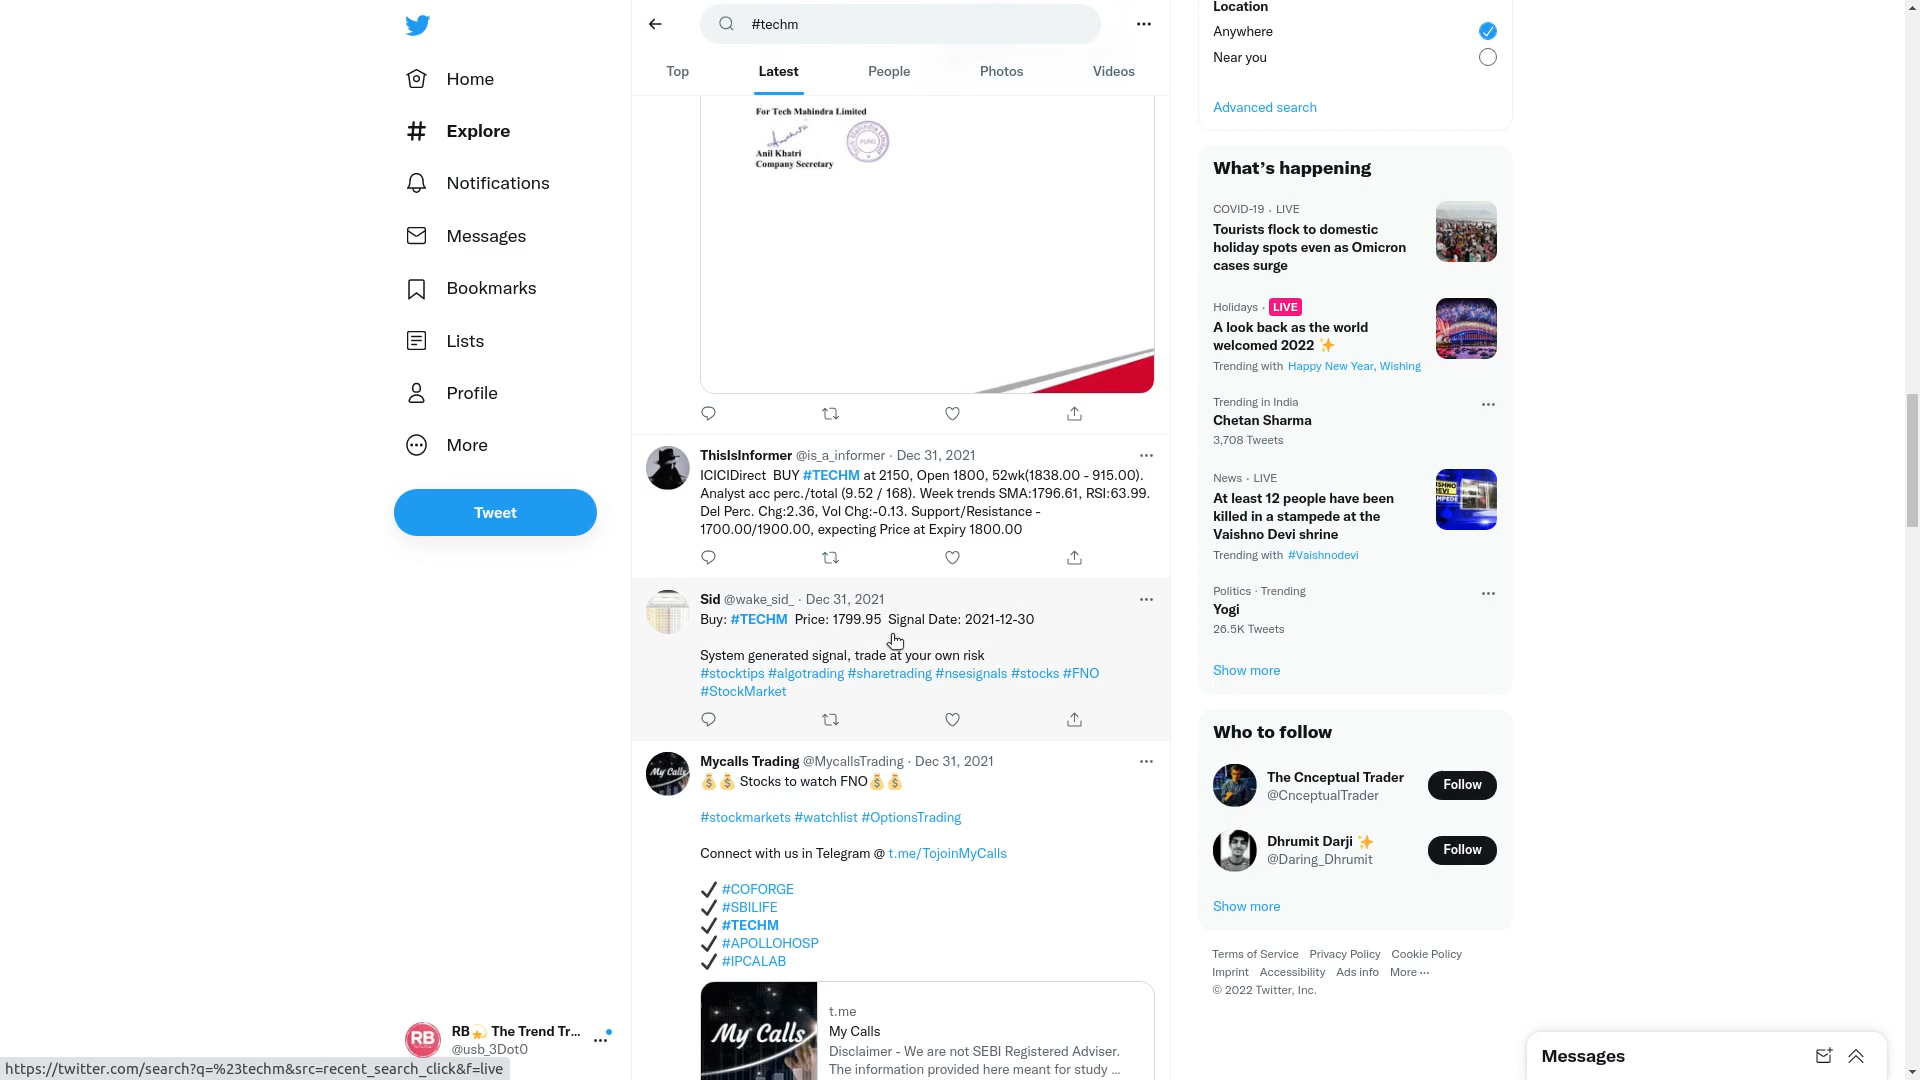 Home
Explore
Notifications
Messages
Bookmarks
Lists
Profile
More
Tweet
RB💫 The Trend Tr...
@usb_3Dot0
https://twitter.com/search?q=%23techm&src=recent_search_click&f=live
#techm
Top Latest People Photos Videos
For Tech Mahindra Limited
Anil Khatri
Company Secretary
ThisIsInformer @is_a_informer · Dec 31, 2021
ICICIDirect BUY #TECHM at 2150, Open 1800, 52wk(1838.00 - 915.00).
Analyst acc perc./total (9.52 / 168). Week trends SMA:1796.61, RSI:63.99.
Del Perc. Chg:2.36, Vol Chg:-0.13. Support/Resistance -
1700.00/1900.00, expecting Price at Expiry 1800.00
Sid @wake_sid_ · Dec 31, 2021
Buy: #TECHM Price: 1799.95 Signal Date: 2021-12-30
System generated signal, trade at your own risk
#stocktips #algotrading #sharetrading #nsesignals #stocks #FNO
#StockMarket
My Calls
Mycalls Trading @MycallsTrading · Dec 31, 2021
💰💰 Stocks to watch FNO💰💰
#stockmarkets #watchlist #OptionsTrading
Connect with us in Telegram @ t.me/TojoinMyCalls
✔️ #COFORGE
✔️ #SBILIFE
✔️ #TECHM
✔️ #APOLLOHOSP
✔️ #IPCALAB
My Calls
t.me
My Calls
Disclaimer - We are not SEBI Registered Adviser.
The information provided here meant for study ...
Location
Anywhere
Near you
Advanced search
What's happening
COVID-19 · LIVE
Tourists flock to domestic
holiday spots even as Omicron
cases surge
Holidays · LIVE
A look back as the world
welcomed 2022 ✨
Trending with Happy New Year, Wishing
Trending in India
Chetan Sharma
3,708 Tweets
News · LIVE
At least 12 people have been
killed in a stampede at the
Vaishno Devi shrine
Trending with #Vaishnodevi
Politics · Trending
Yogi
26.5K Tweets
Show more
Who to follow
The Cnceptual Trader
@CnceptualTrader
Follow
Dhrumit Darji ✨
@Daring_Dhrumit
Follow
Show more
Terms of Service Privacy Policy Cookie Policy
Imprint Accessibility Ads info More ···
© 2022 Twitter, Inc.
Messages